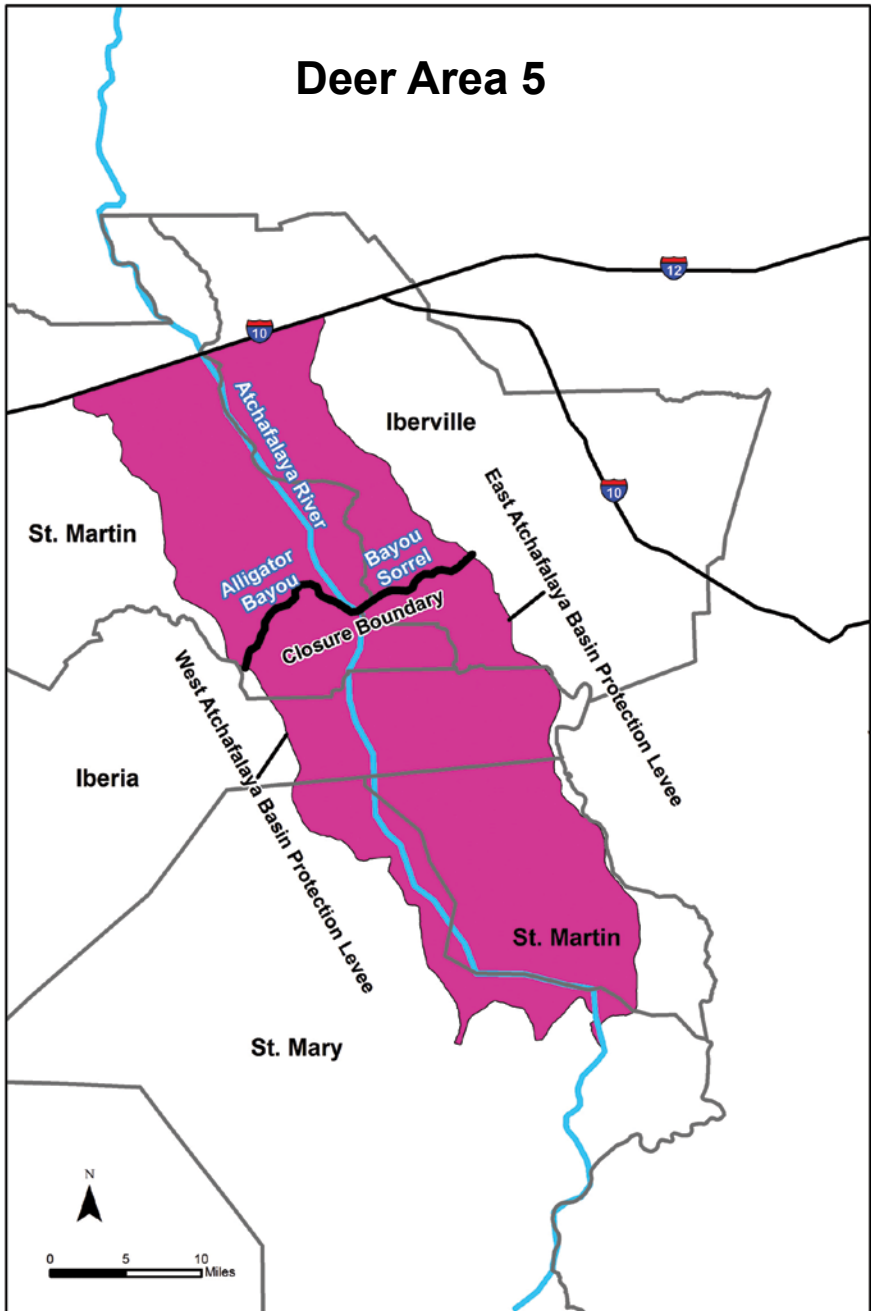 Deer Area 5
12
10
Atchafalaya River
Iberville
10
East Atchafalaya Basin Protection Levee
St. Martin
Alligator
Bayou
Bayou
Sorrel
Closure Boundary
West Atchafalaya Basin Protection Levee
Iberia
St. Martin
St. Mary
N
0 5 10
Miles